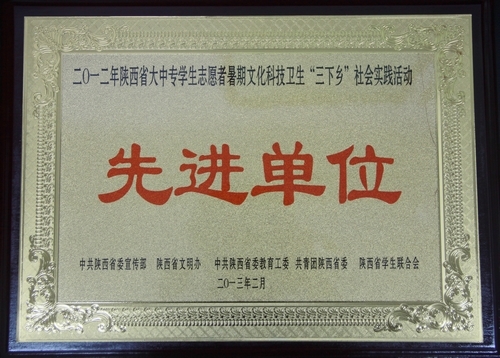 二〇一二年陕西省大中专学生志愿者暑期文化科技卫生“三下乡”社会实践活动
先进单位
中共陕西省委宣传部 陕西省文明办 中共陕西省委教育工委 共青团陕西省委 陕西省学生联合会
二〇一三年二月